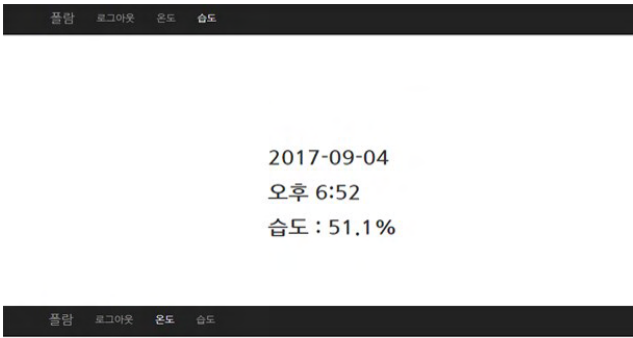 플람 로그아웃 온도 습도
2017-09-04
오후 6:52
습도 : 51.1%
플람 로그아웃 온도 습도